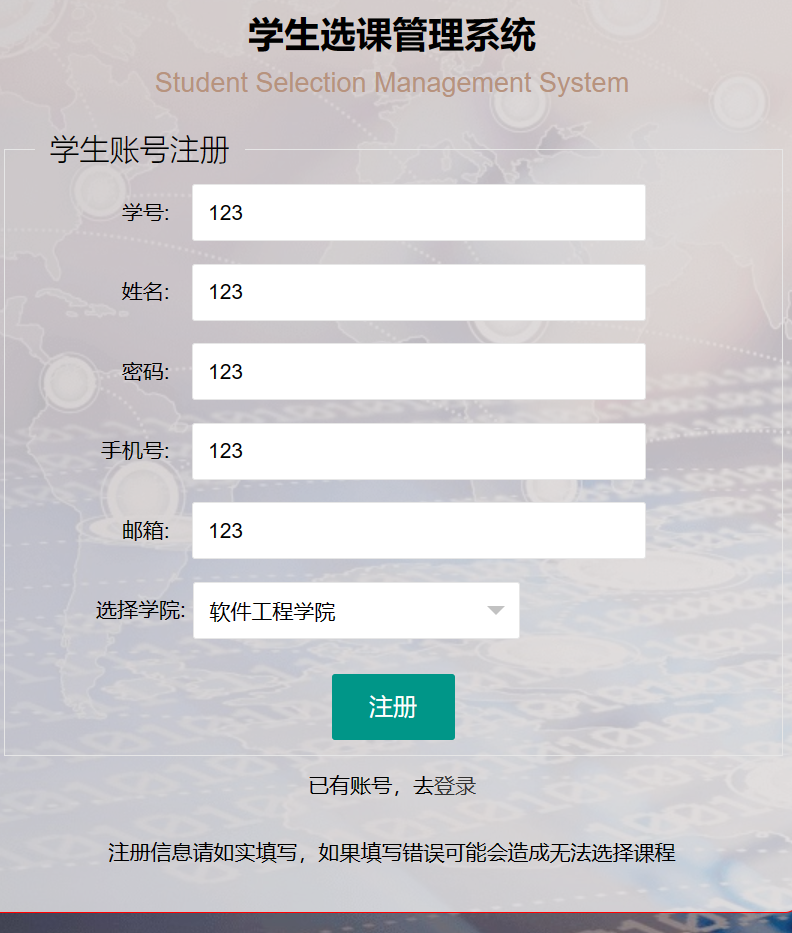 学生选课管理系统
Student Selection Management System
学生账号注册
学号: 123
姓名: 123
密码: 123
手机号: 123
邮箱: 123
选择学院: 软件工程学院
注册
已有账号，去登录
注册信息请如实填写，如果填写错误可能会造成无法选择课程